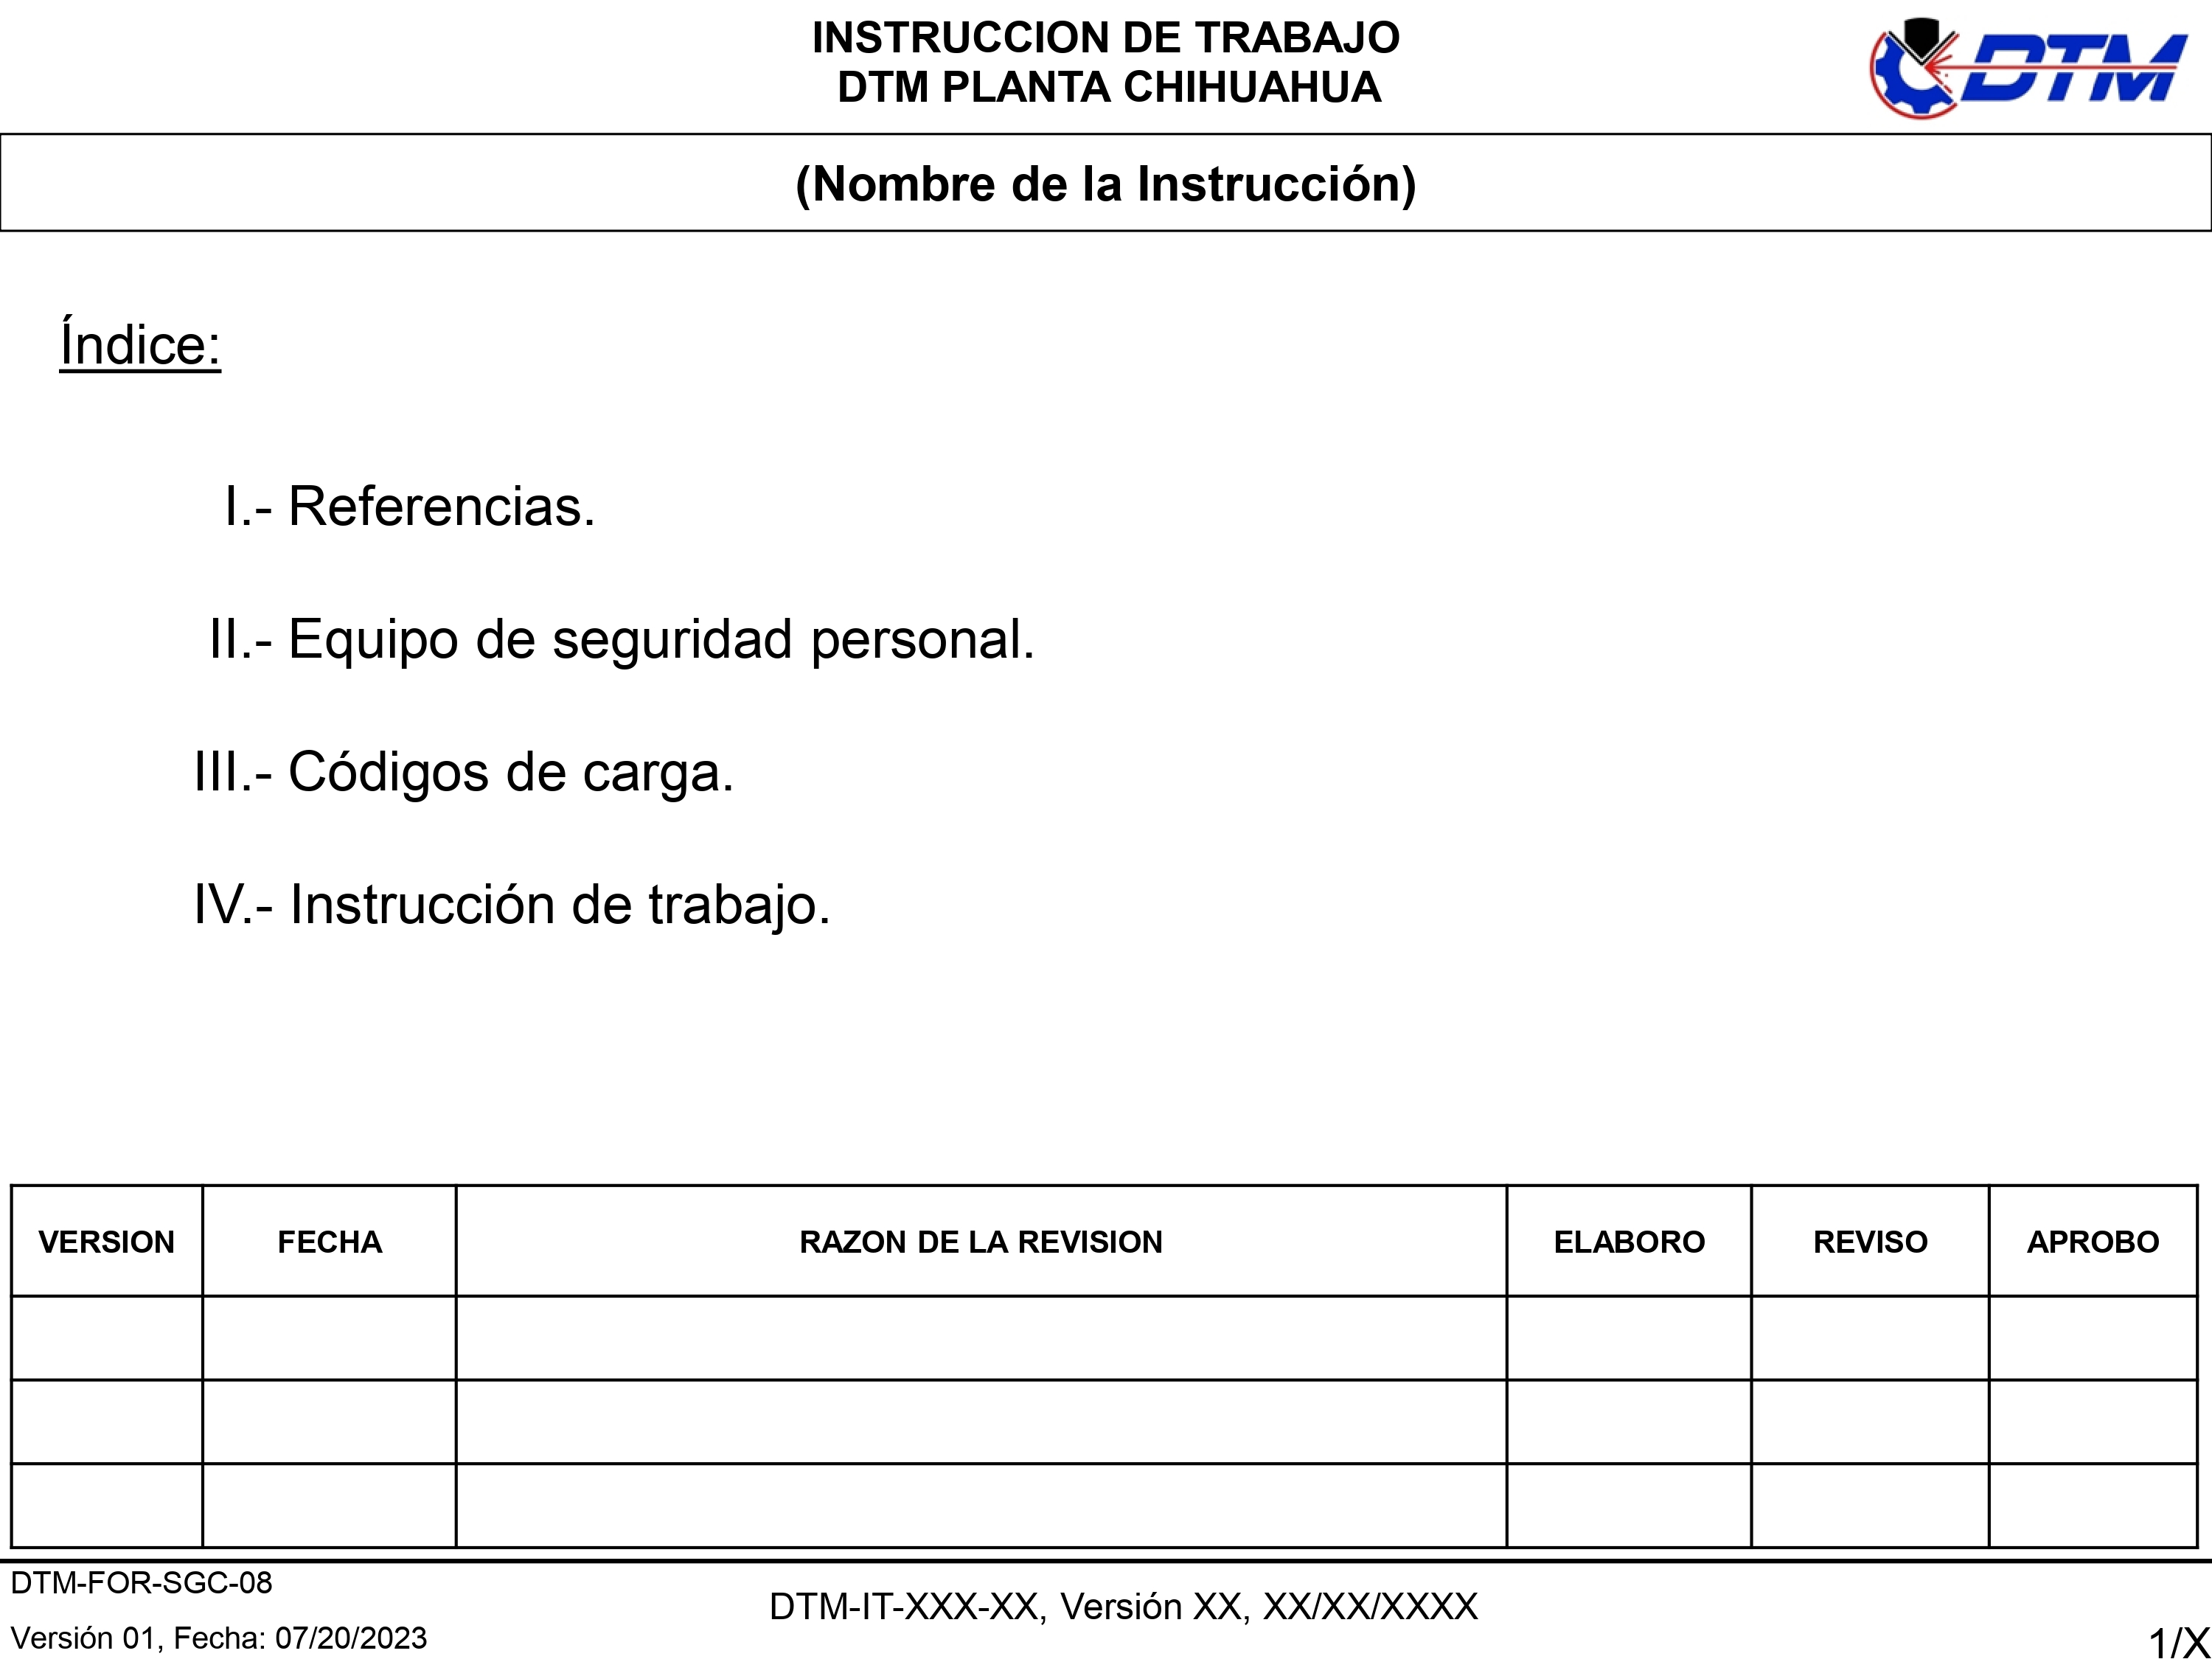 INSTRUCCION DE TRABAJO
DTM PLANTA CHIHUAHUA
DTM
(Nombre de la Instrucción)
Índice:
I.- Referencias.
II.- Equipo de seguridad personal.
III.- Códigos de carga.
IV.- Instrucción de trabajo.
VERSION FECHA RAZON DE LA REVISION ELABORO REVISO APROBO
DTM-FOR-SGC-08
DTM-IT-XXX-XX, Versión XX, XX/XX/XXXX
Versión 01, Fecha: 07/20/2023
1/X